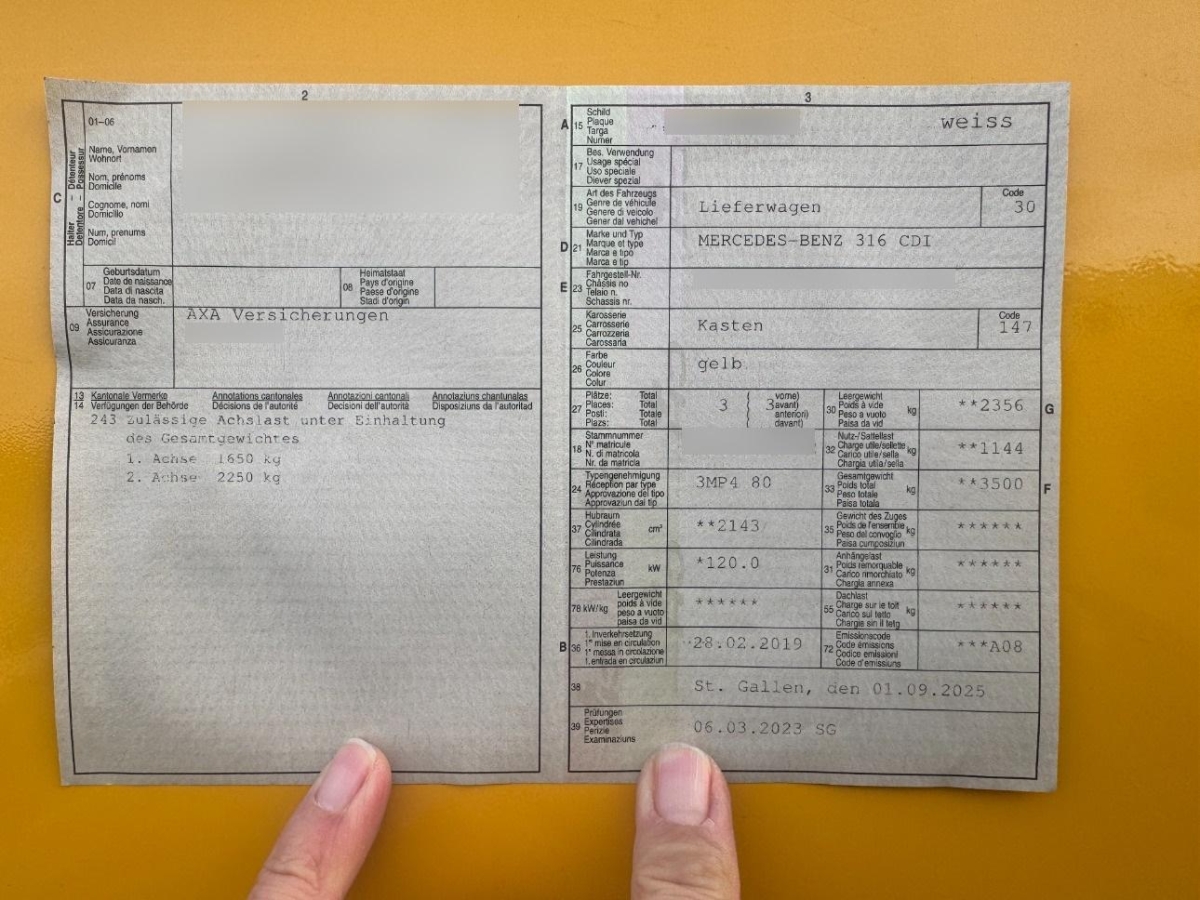 2
01–06
Name, Vornamen
Wohnort
Nom, prénoms
Domicile
Cognome, nomi
Domicilio
Num, prenums
Domicil
C
Halter – Détenteur
Detentore – Possessur
07
Geburtsdatum
Date de naissance
Data di nascita
Data da nasch.
08
Heimatstaat
Pays d'origine
Paese d'origine
Stadi d'origin
09
Versicherung
Assurance
Assicurazione
Assicuranza
AXA Versicherungen
13 Kantonale Vermerke Annotations cantonales Annotazioni cantonali Annotaziuns chantunalas
14 Verfügungen der Behörde Décisions de l'autorité Decisioni dell'autorità Disposiziuns da l'autoritad
243 Zulässige Achslast unter Einhaltung
des Gesamtgewichtes
1. Achse 1650 kg
2. Achse 2250 kg
3
A 15
Schild
Plaque
Targa
Numer
weiss
17
Bes. Verwendung
Usage spécial
Uso speciale
Diever spezial
19
Art des Fahrzeugs
Genre de véhicule
Genere di veicolo
Gener dal vehichel
Lieferwagen
Code
30
D 21
Marke und Typ
Marque et type
Marca e tipo
Marca e tip
MERCEDES-BENZ 316 CDI
E 23
Fahrgestell-Nr.
Châssis no
Telaio n.
Schassis nr.
25
Karosserie
Carrosserie
Carrozzeria
Carossaria
Kasten
Code
147
26
Farbe
Couleur
Colore
Colur
gelb
27
Plätze: Total
Places: Total
Posti: Totale
Plazs: Total
3
3
vorne)
avant)
anteriori)
davant)
30
Leergewicht
Poids à vide
Peso a vuoto
Paisa da vid
kg
**2356
G
18
Stammnummer
N° matricule
N. di matricola
Nr. da matricla
32
Nutz-/Sattellast
Charge utile/sellette
Carico utile/sella
Chargia utila/sella
kg
**1144
24
Typengenehmigung
Réception par type
Approvazione del tipo
Approvaziun dal tip
3MP4 80
33
Gesamtgewicht
Poids total
Peso totale
Paisa totala
kg
**3500
F
37
Hubraum
Cylindrée
Cilindrata
Cilindrada
cm³
**2143
35
Gewicht des Zuges
Poids de l'ensemble
Peso del convoglio
Paisa cumposiziun
kg
******
76
Leistung
Puissance
Potenza
Prestaziun
kW
*120.0
31
Anhängelast
Poids remorquable
Carico rimorchiato
Chargia annexa
kg
******
78 kW/kg
Leergewicht
poids à vide
peso a vuoto
paisa da vid
******
55
Dachlast
Charge sur le toit
Carico sul tetto
Chargia sin il tetg
kg
******
B 36
1. Inverkehrsetzung
1re mise en circulation
1a messa in circolazione
1. entrada en circulaziun
28.02.2019
72
Emissionscode
Code émissions
Codice emissioni
Code d'emissiuns
***A08
38
St. Gallen, den 01.09.2025
39
Prüfungen
Expertises
Perizie
Examinaziuns
06.03.2023 SG